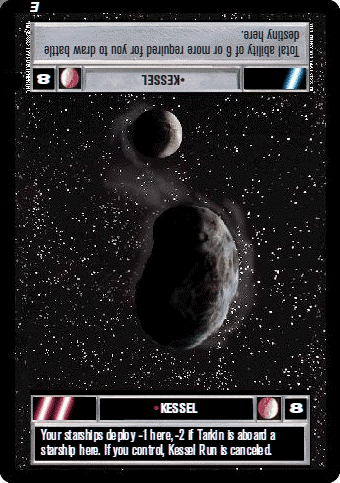 3
Total ability of 6 or more required for you to draw battle
destiny here.
8 •KESSEL
•KESSEL 8
Your starships deploy -1 here, -2 if Tarkin is aboard a
starship here. If you control, Kessel Run is canceled.